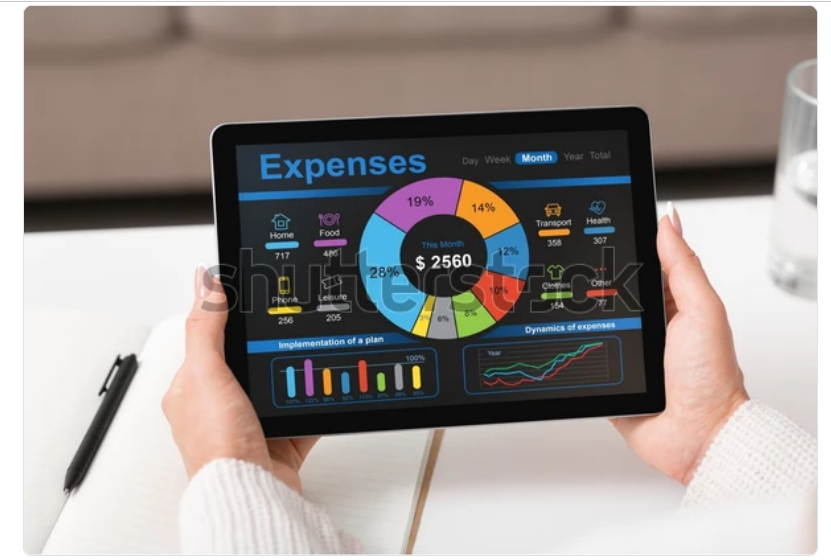 Expenses
Day Week Month Year Total
Home
717
Food
486
Phone
256
Leisure
205
This Month
$ 2560
19%
14%
12%
10%
6%
6%
3%
28%
Transport
358
Health
307
Clothes
154
Other
77
Implementation of a plan
100%
Dynamics of expenses
Year
shutterstock